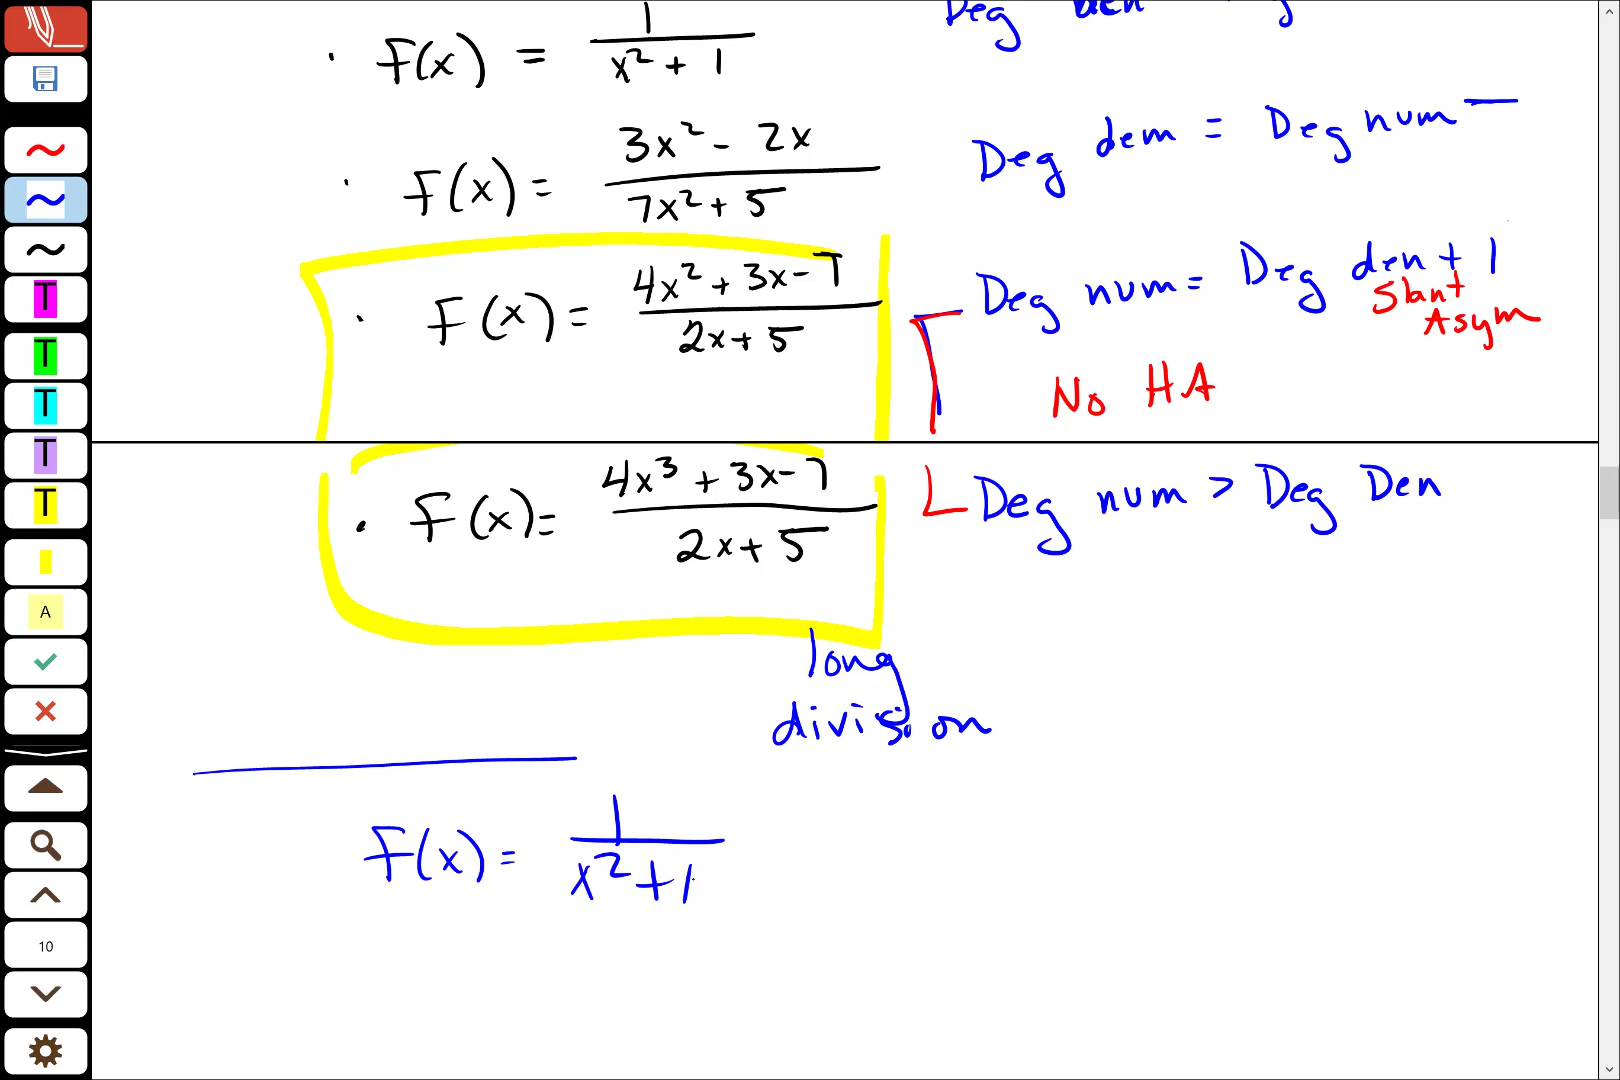 Deg
· F(x) = 1 / (x² + 1)
Deg dem = Deg num
· F(x) = (3x² - 2x) / (7x² + 5)
Deg num = Deg den + 1
Slant
Asym
· F(x) = (4x² + 3x - 7) / (2x + 5)
No HA
· F(x) = (4x³ + 3x - 7) / (2x + 5)
Deg num > Deg Den
long
division
F(x) = 1 / (x² + 1)
T
T
T
T
T
A
10